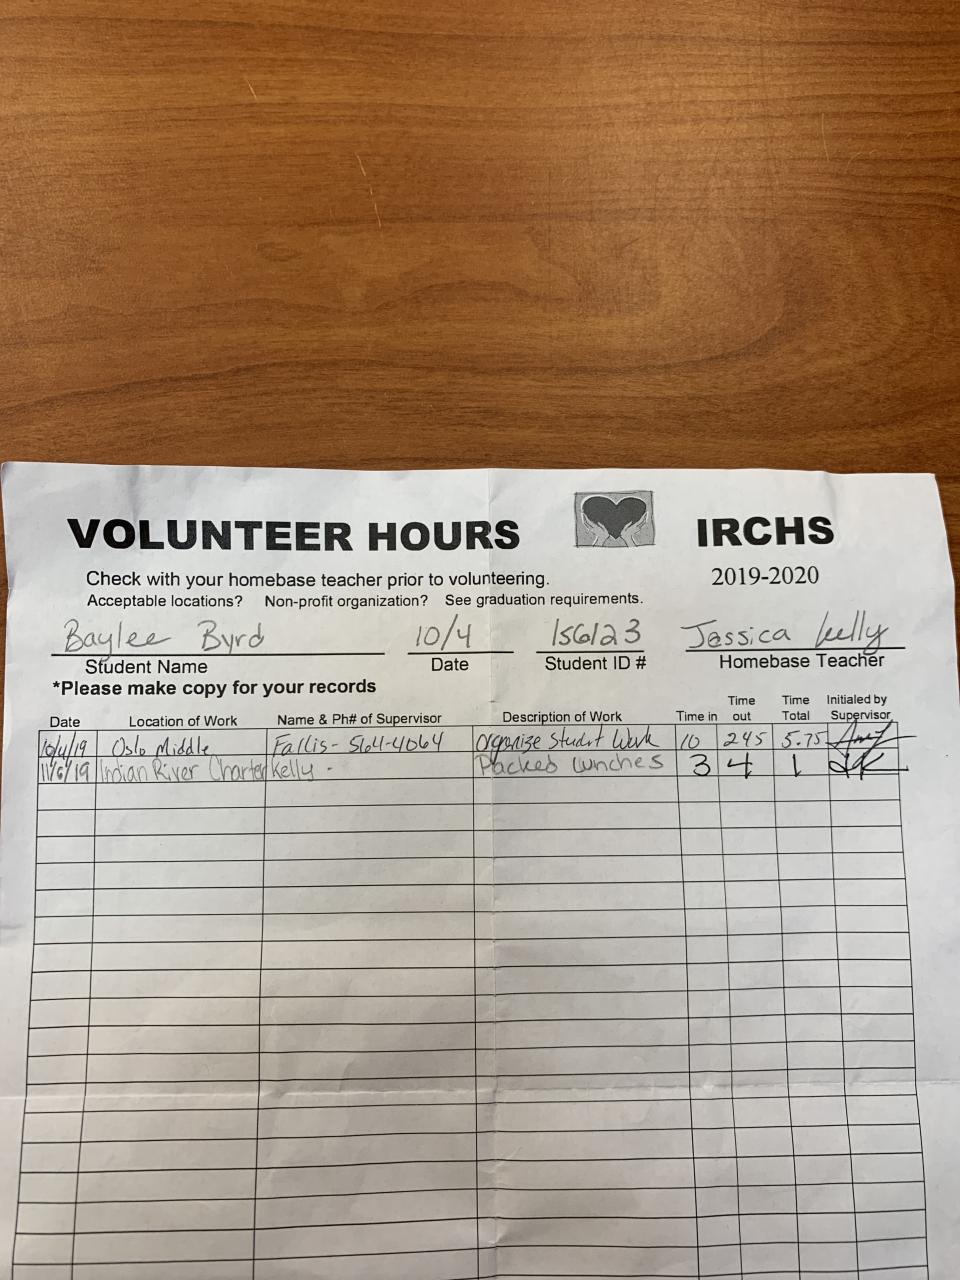 VOLUNTEER HOURS IRCHS
Check with your homebase teacher prior to volunteering. 2019-2020
Acceptable locations? Non-profit organization? See graduation requirements.
Baylee Byrd 10/4 156123 Jessica Kelly
Student Name Date Student ID # Homebase Teacher
*Please make copy for your records
Date Location of Work Name & Ph# of Supervisor Description of Work Time in Time out Time Total Initialed by Supervisor
10/4/19 Oslo Middle Fallis- 564-4064 Organize Student Work 10 245 5.75
11/6/19 Indian River Charter Kelly - Packed Lunches 3 4 1 JK